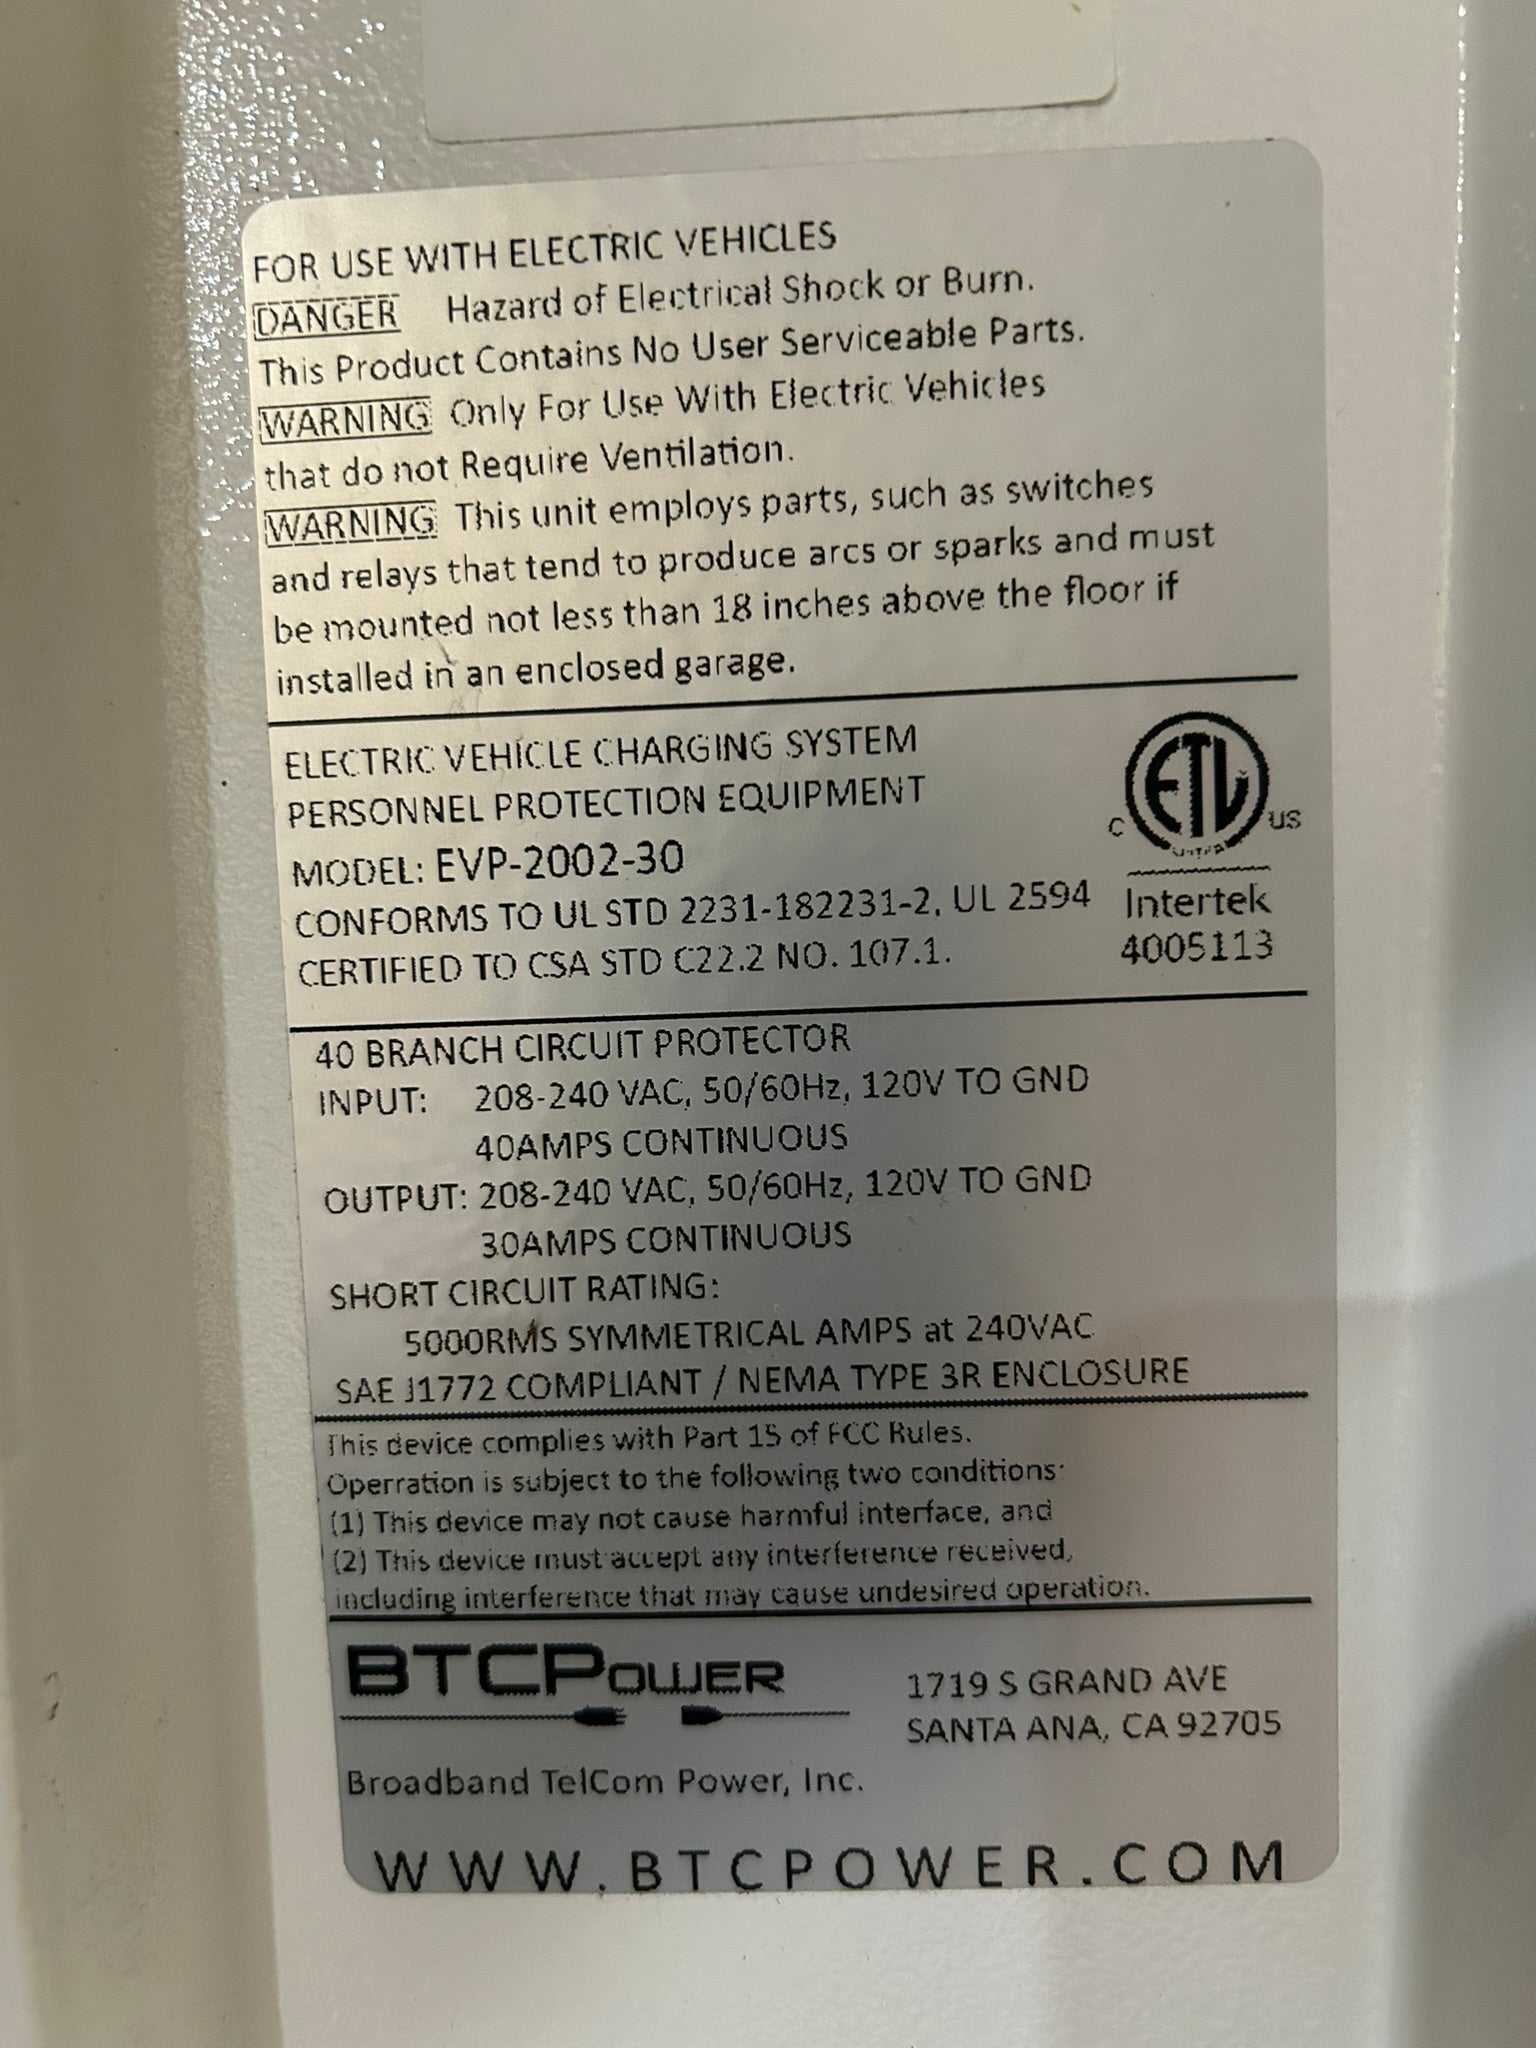 FOR USE WITH ELECTRIC VEHICLES
DANGER Hazard of Electrical Shock or Burn.
This Product Contains No User Serviceable Parts.
WARNING Only For Use With Electric Vehicles
that do not Require Ventilation.
WARNING This unit employs parts, such as switches
and relays that tend to produce arcs or sparks and must
be mounted not less than 18 inches above the floor if
installed in an enclosed garage.
ELECTRIC VEHICLE CHARGING SYSTEM
PERSONNEL PROTECTION EQUIPMENT
MODEL: EVP-2002-30
CONFORMS TO UL STD 2231-182231-2, UL 2594
CERTIFIED TO CSA STD C22.2 NO. 107.1.
C ETL US
Intertek
4005113
40 BRANCH CIRCUIT PROTECTOR
INPUT: 208-240 VAC, 50/60Hz, 120V TO GND
40AMPS CONTINUOUS
OUTPUT: 208-240 VAC, 50/60Hz, 120V TO GND
30AMPS CONTINUOUS
SHORT CIRCUIT RATING:
5000RMS SYMMETRICAL AMPS at 240VAC
SAE J1772 COMPLIANT / NEMA TYPE 3R ENCLOSURE
This device complies with Part 15 of FCC Rules.
Operration is subject to the following two conditions:
(1) This device may not cause harmful interface, and
(2) This device must accept any interference received,
including interference that may cause undesired operation.
BTCPOWER
1719 S GRAND AVE
SANTA ANA, CA 92705
Broadband TelCom Power, Inc.
WWW.BTCPOWER.COM